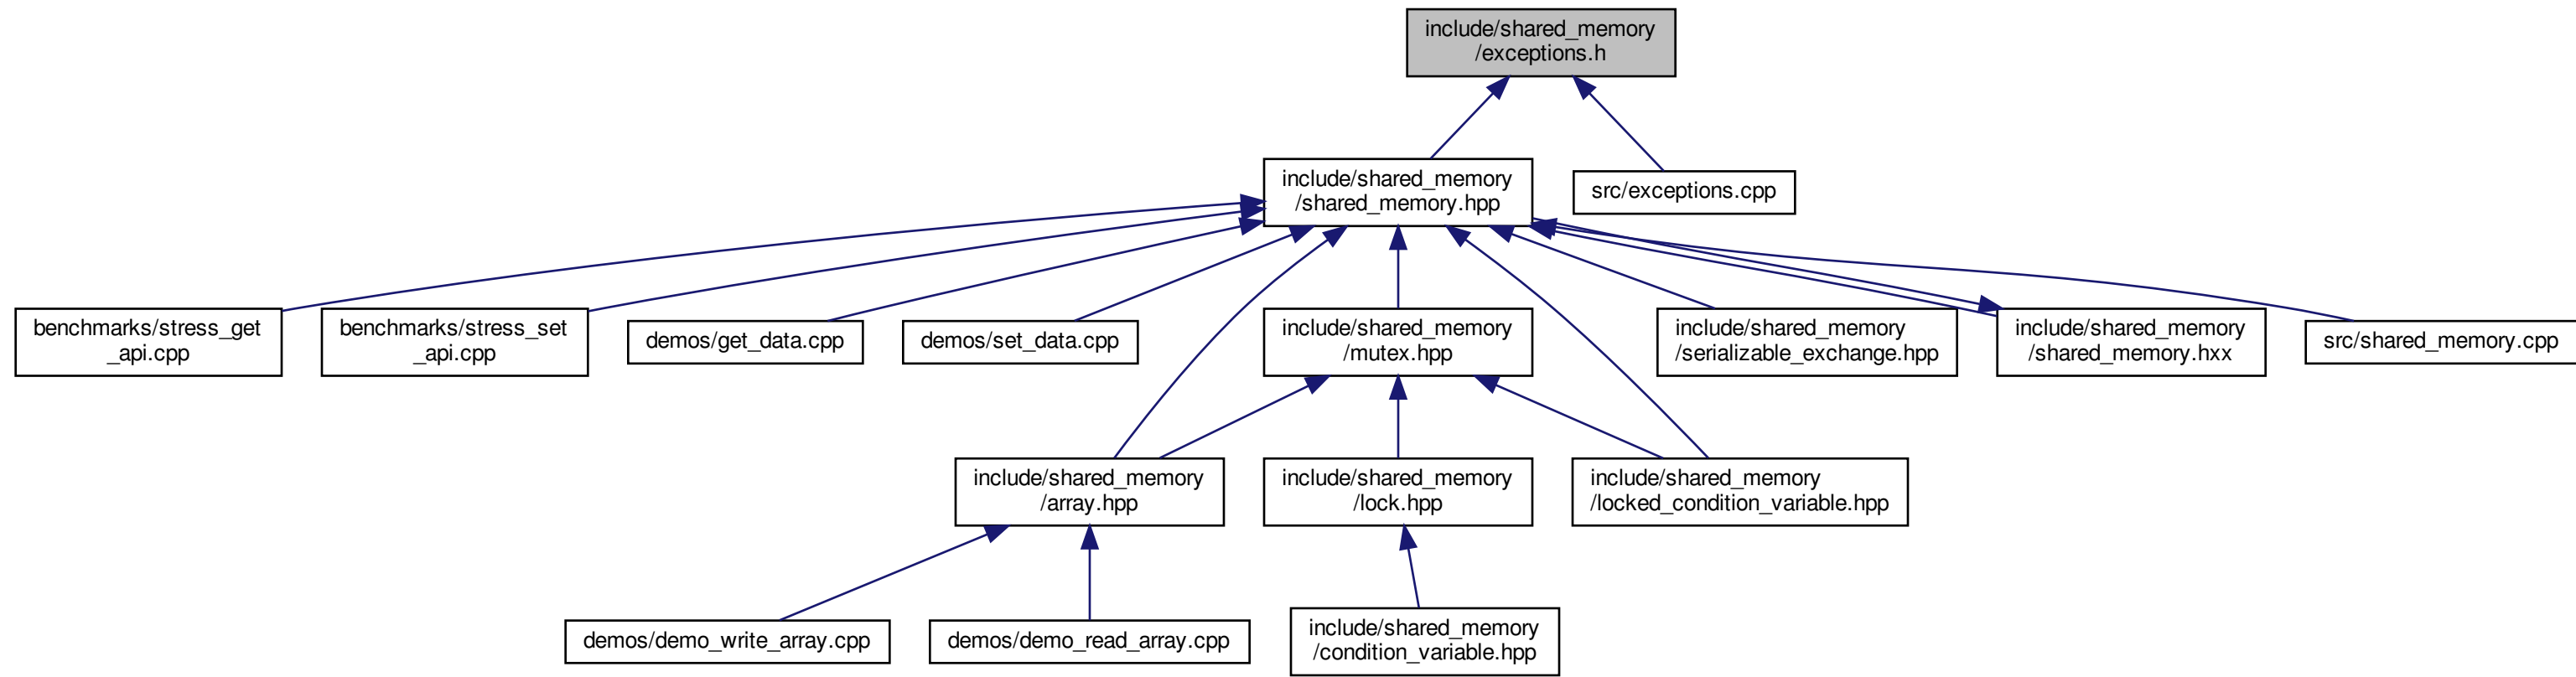 include/shared_memory
/exceptions.h
include/shared_memory
/shared_memory.hpp
src/exceptions.cpp
benchmarks/stress_get
_api.cpp
benchmarks/stress_set
_api.cpp
demos/get_data.cpp
demos/set_data.cpp
include/shared_memory
/mutex.hpp
include/shared_memory
/serializable_exchange.hpp
include/shared_memory
/shared_memory.hxx
src/shared_memory.cpp
include/shared_memory
/array.hpp
include/shared_memory
/lock.hpp
include/shared_memory
/locked_condition_variable.hpp
demos/demo_write_array.cpp
demos/demo_read_array.cpp
include/shared_memory
/condition_variable.hpp